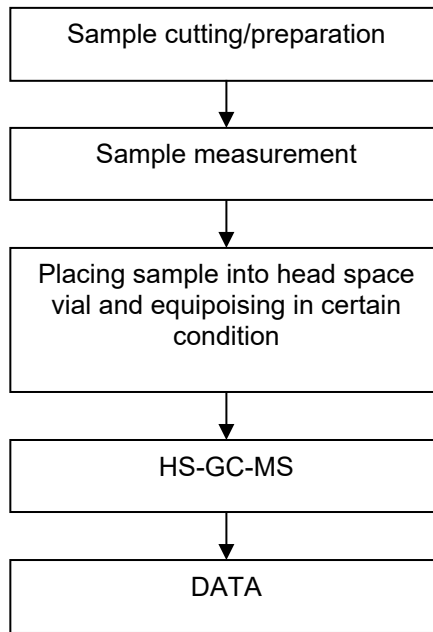 Sample cutting/preparation
Sample measurement
Placing sample into head space
vial and equipoising in certain
condition
HS-GC-MS
DATA